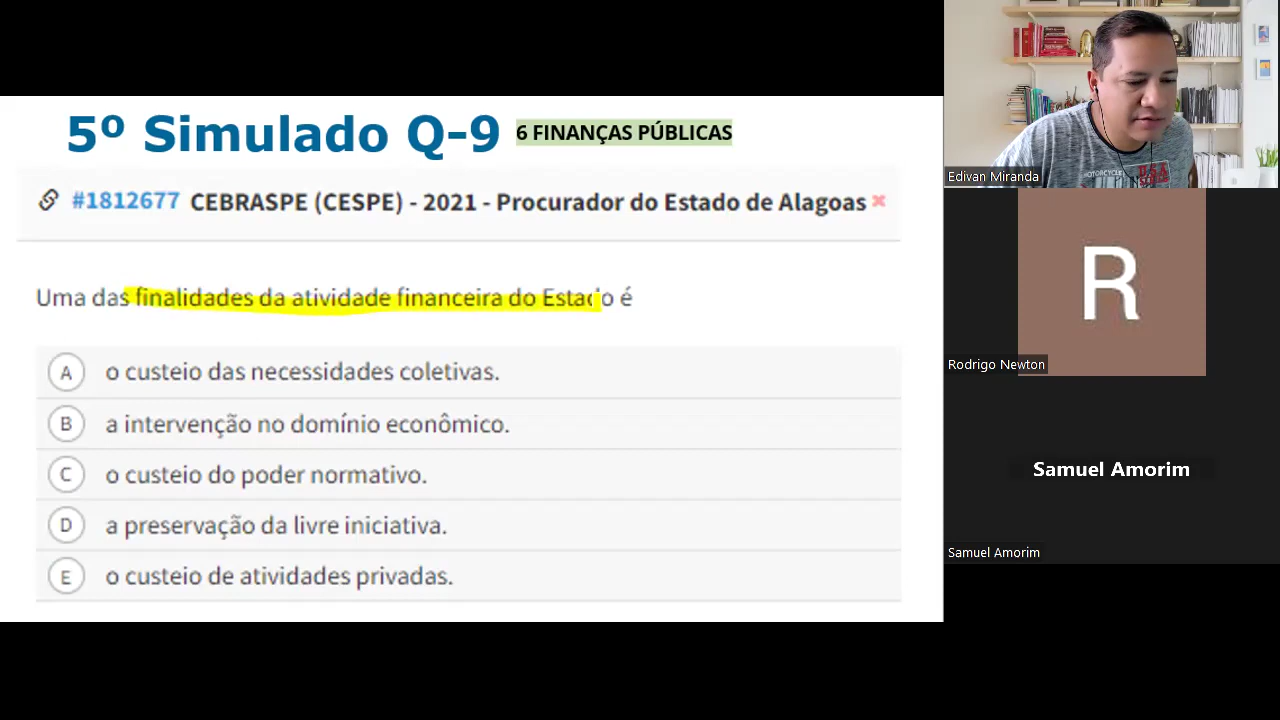 5º Simulado Q-9
6 FINANÇAS PÚBLICAS
#1812677 CEBRASPE (CESPE) - 2021 - Procurador do Estado de Alagoas
Uma das finalidades da atividade financeira do Estado é
A o custeio das necessidades coletivas.
B a intervenção no domínio econômico.
C o custeio do poder normativo.
D a preservação da livre iniciativa.
E o custeio de atividades privadas.
Edivan Miranda
R
Rodrigo Newton
Samuel Amorim
Samuel Amorim